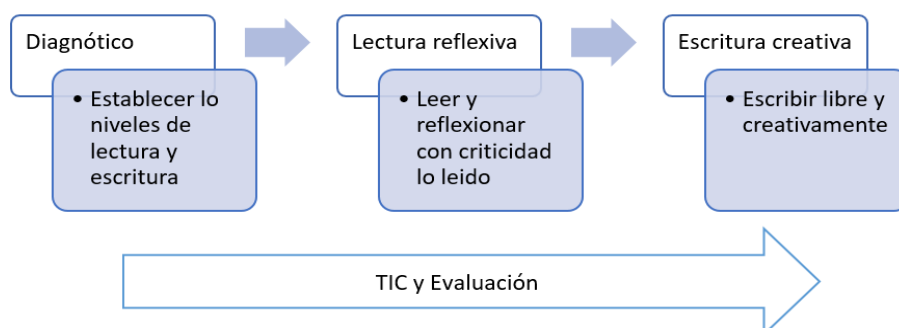 Diagnótico
• Establecer lo
niveles de
lectura y
escritura
Lectura reflexiva
• Leer y
reflexionar
con criticidad
lo leido
Escritura creativa
• Escribir libre y
creativamente
TIC y Evaluación